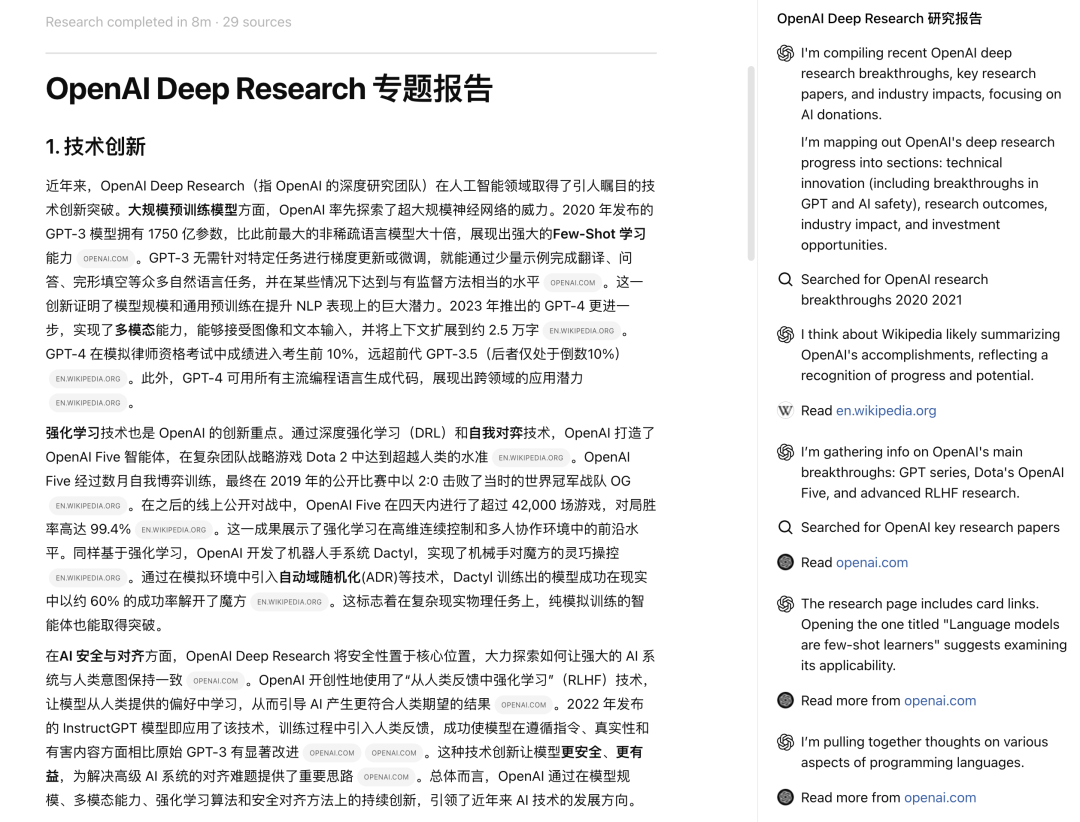 Research completed in 8m · 29 sources
OpenAI Deep Research 专题报告
1. 技术创新
近年来，OpenAI Deep Research（指 OpenAI 的深度研究团队）在人工智能领域取得了引人瞩目的技
术创新突破。大规模预训练模型方面，OpenAI 率先探索了超大规模神经网络的威力。2020 年发布的
GPT-3 模型拥有 1750 亿参数，比此前最大的非稀疏语言模型大十倍，展现出强大的Few-Shot 学习
能力 OPENAI.COM 。GPT-3 无需针对特定任务进行梯度更新或微调，就能通过少量示例完成翻译、问
答、完形填空等众多自然语言任务，并在某些情况下达到与有监督方法相当的水平 OPENAI.COM 。这一
创新证明了模型规模和通用预训练在提升 NLP 表现上的巨大潜力。2023 年推出的 GPT-4 更进一
步，实现了多模态能力，能够接受图像和文本输入，并将上下文扩展到约 2.5 万字 EN.WIKIPEDIA.ORG 。
GPT-4 在模拟律师资格考试中成绩进入考生前 10%，远超前代 GPT-3.5（后者仅处于倒数10%）
EN.WIKIPEDIA.ORG 。此外，GPT-4 可用所有主流编程语言生成代码，展现出跨领域的应用潜力
EN.WIKIPEDIA.ORG 。
强化学习技术也是 OpenAI 的创新重点。通过深度强化学习（DRL）和自我对弈技术，OpenAI 打造了
OpenAI Five 智能体，在复杂团队战略游戏 Dota 2 中达到超越人类的水准 EN.WIKIPEDIA.ORG 。OpenAI
Five 经过数月自我博弈训练，最终在 2019 年的公开比赛中以 2:0 击败了当时的世界冠军战队 OG
EN.WIKIPEDIA.ORG 。在之后的线上公开对战中，OpenAI Five 在四天内进行了超过 42,000 场游戏，对局胜
率高达 99.4% EN.WIKIPEDIA.ORG 。这一成果展示了强化学习在高维连续控制和多人协作环境中的前沿水
平。同样基于强化学习，OpenAI 开发了机器人手系统 Dactyl，实现了机械手对魔方的灵巧操控
EN.WIKIPEDIA.ORG 。通过在模拟环境中引入自动域随机化(ADR)等技术，Dactyl 训练出的模型成功在现实
中以约 60% 的成功率解开了魔方 EN.WIKIPEDIA.ORG 。这标志着在复杂现实物理任务上，纯模拟训练的智
能体也能取得突破。
在AI 安全与对齐方面，OpenAI Deep Research 将安全性置于核心位置，大力探索如何让强大的 AI 系
统与人类意图保持一致 OPENAI.COM 。OpenAI 开创性地使用了“从人类反馈中强化学习”（RLHF）技术，
让模型从人类提供的偏好中学习，从而引导 AI 产生更符合人类期望的结果 OPENAI.COM 。2022 年发布
的 InstructGPT 模型即应用了该技术，训练过程中引入人类反馈，成功使模型在遵循指令、真实性和
有害内容方面相比原始 GPT-3 有显著改进 OPENAI.COM OPENAI.COM 。这种技术创新让模型更安全、更有
益，为解决高级 AI 系统的对齐难题提供了重要思路 OPENAI.COM 。总体而言，OpenAI 通过在模型规
模、多模态能力、强化学习算法和安全对齐方法上的持续创新，引领了近年来 AI 技术的发展方向。
OpenAI Deep Research 研究报告
I'm compiling recent OpenAI deep
research breakthroughs, key research
papers, and industry impacts, focusing on
AI donations.
I’m mapping out OpenAI's deep research
progress into sections: technical
innovation (including breakthroughs in
GPT and AI safety), research outcomes,
industry impact, and investment
opportunities.
Searched for OpenAI research
breakthroughs 2020 2021
I think about Wikipedia likely summarizing
OpenAI's accomplishments, reflecting a
recognition of progress and potential.
W Read en.wikipedia.org
I’m gathering info on OpenAI's main
breakthroughs: GPT series, Dota's OpenAI
Five, and advanced RLHF research.
Searched for OpenAI key research papers
Read openai.com
The research page includes card links.
Opening the one titled "Language models
are few-shot learners" suggests examining
its applicability.
Read more from openai.com
I’m pulling together thoughts on various
aspects of programming languages.
Read more from openai.com